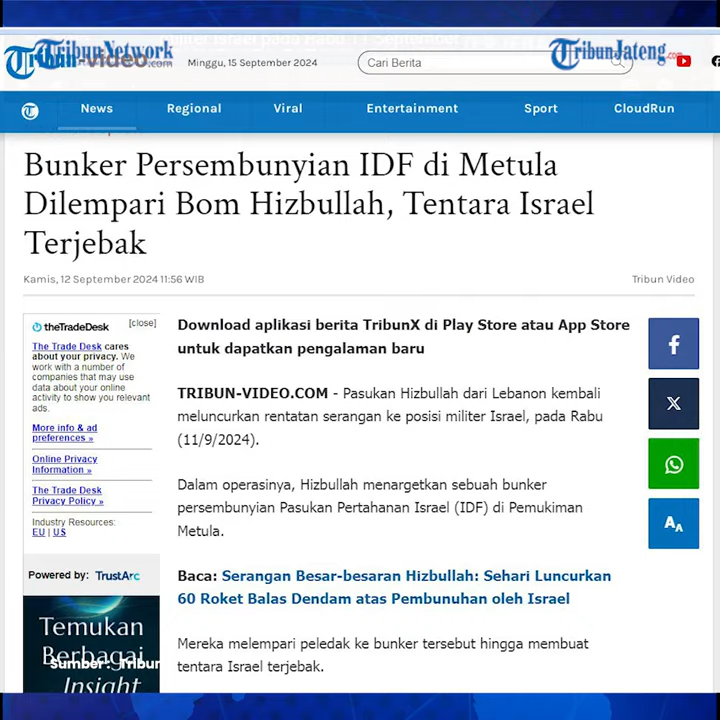 TribunNetwork
TribunJateng.com
Minggu, 15 September 2024
Cari Berita
News
Regional
Viral
Entertainment
Sport
CloudRun
Bunker Persembunyian IDF di Metula
Dilempari Bom Hizbullah, Tentara Israel
Terjebak
Kamis, 12 September 2024 11:56 WIB
Tribun Video
theTradeDesk
[close]
The Trade Desk cares
about your privacy. We
work with a number of
companies that may use
data about your online
activity to show you relevant
ads.
More info & ad
preferences »
Online Privacy
Information »
The Trade Desk
Privacy Policy »
Industry Resources:
EU | US
Powered by: TrustArc
Temukan
Berbagai
Insight
Sumber: Tribun
Download aplikasi berita TribunX di Play Store atau App Store
untuk dapatkan pengalaman baru
TRIBUN-VIDEO.COM - Pasukan Hizbullah dari Lebanon kembali
meluncurkan rentatan serangan ke posisi militer Israel, pada Rabu
(11/9/2024).
Dalam operasinya, Hizbullah menargetkan sebuah bunker
persembunyian Pasukan Pertahanan Israel (IDF) di Pemukiman
Metula.
Baca: Serangan Besar-besaran Hizbullah: Sehari Luncurkan
60 Roket Balas Dendam atas Pembunuhan oleh Israel
Mereka melempari peledak ke bunker tersebut hingga membuat
tentara Israel terjebak.